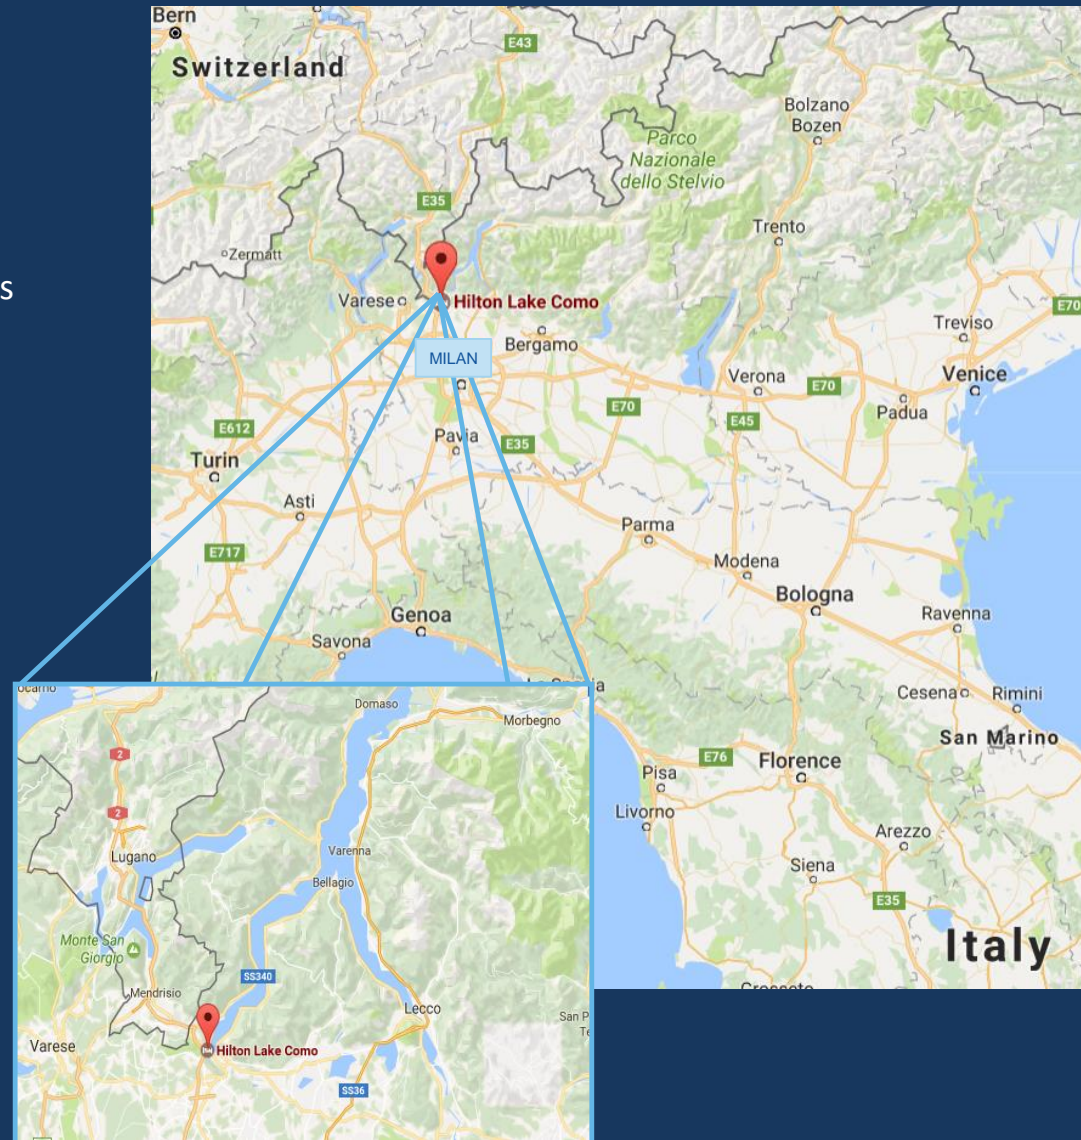 Bern
E43
Switzerland
Bolzano
Bozen
Parco
Nazionale
dello Stelvio
E35
Trento
Zermatt
s
Varese
Hilton Lake Como
E70
Treviso
Bergamo
MILAN
Verona
E70
Venice
Padua
E70
E45
E612
Pavia
E35
Turin
Asti
Parma
E717
Modena
Bologna
Genoa
Ravenna
Savona
Cesena
Rimini
San Marino
E76
Florence
Pisa
Livorno
Arezzo
Siena
E35
Italy
ocarno
Domaso
Morbegno
2
2
Lugano
Varenna
Bellagio
Monte San
Giorgio
SS340
Mendrisio
Lecco
San P
Te
Varese
Hilton Lake Como
SS36